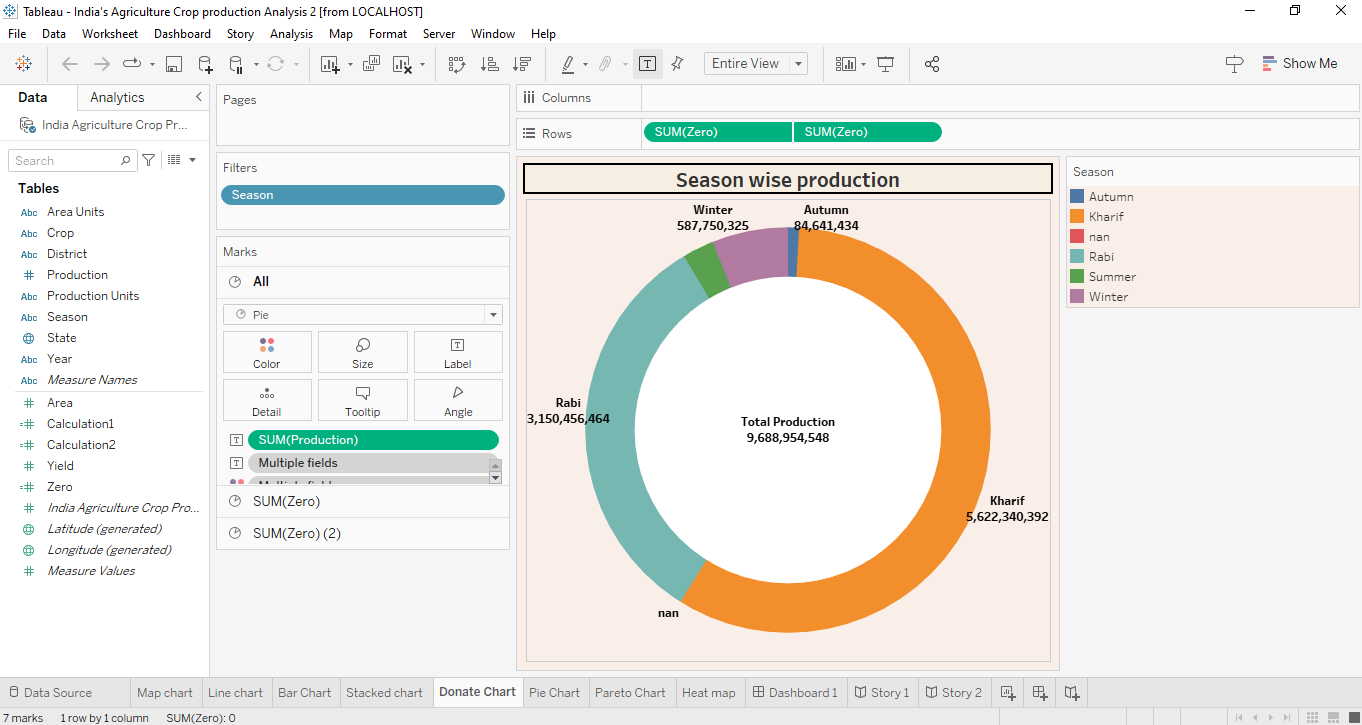 Tableau - India's Agriculture Crop production Analysis 2 [from LOCALHOST]
File Data Worksheet Dashboard Story Analysis Map Format Server Window Help
Entire View
Show Me
Data Analytics
India Agriculture Crop Pr...
Search
Tables
Abc Area Units
Abc Crop
Abc District
Production
Abc Production Units
Abc Season
State
Abc Year
Abc Measure Names
Area
Calculation1
Calculation2
Yield
Zero
India Agriculture Crop Pro...
Latitude (generated)
Longitude (generated)
Measure Values
Pages
Filters
Season
Marks
All
Pie
Color Size Label
Detail Tooltip Angle
SUM(Production)
Multiple fields
SUM(Zero)
SUM(Zero) (2)
Columns
Rows SUM(Zero) SUM(Zero)
Season wise production
Winter
587,750,325
Autumn
84,641,434
Rabi
3,150,456,464
Total Production
9,688,954,548
Kharif
5,622,340,392
nan
Season
Autumn
Kharif
nan
Rabi
Summer
Winter
Data Source Map chart Line chart Bar Chart Stacked chart Donate Chart Pie Chart Pareto Chart Heat map Dashboard 1 Story 1 Story 2
7 marks 1 row by 1 column SUM(Zero): 0